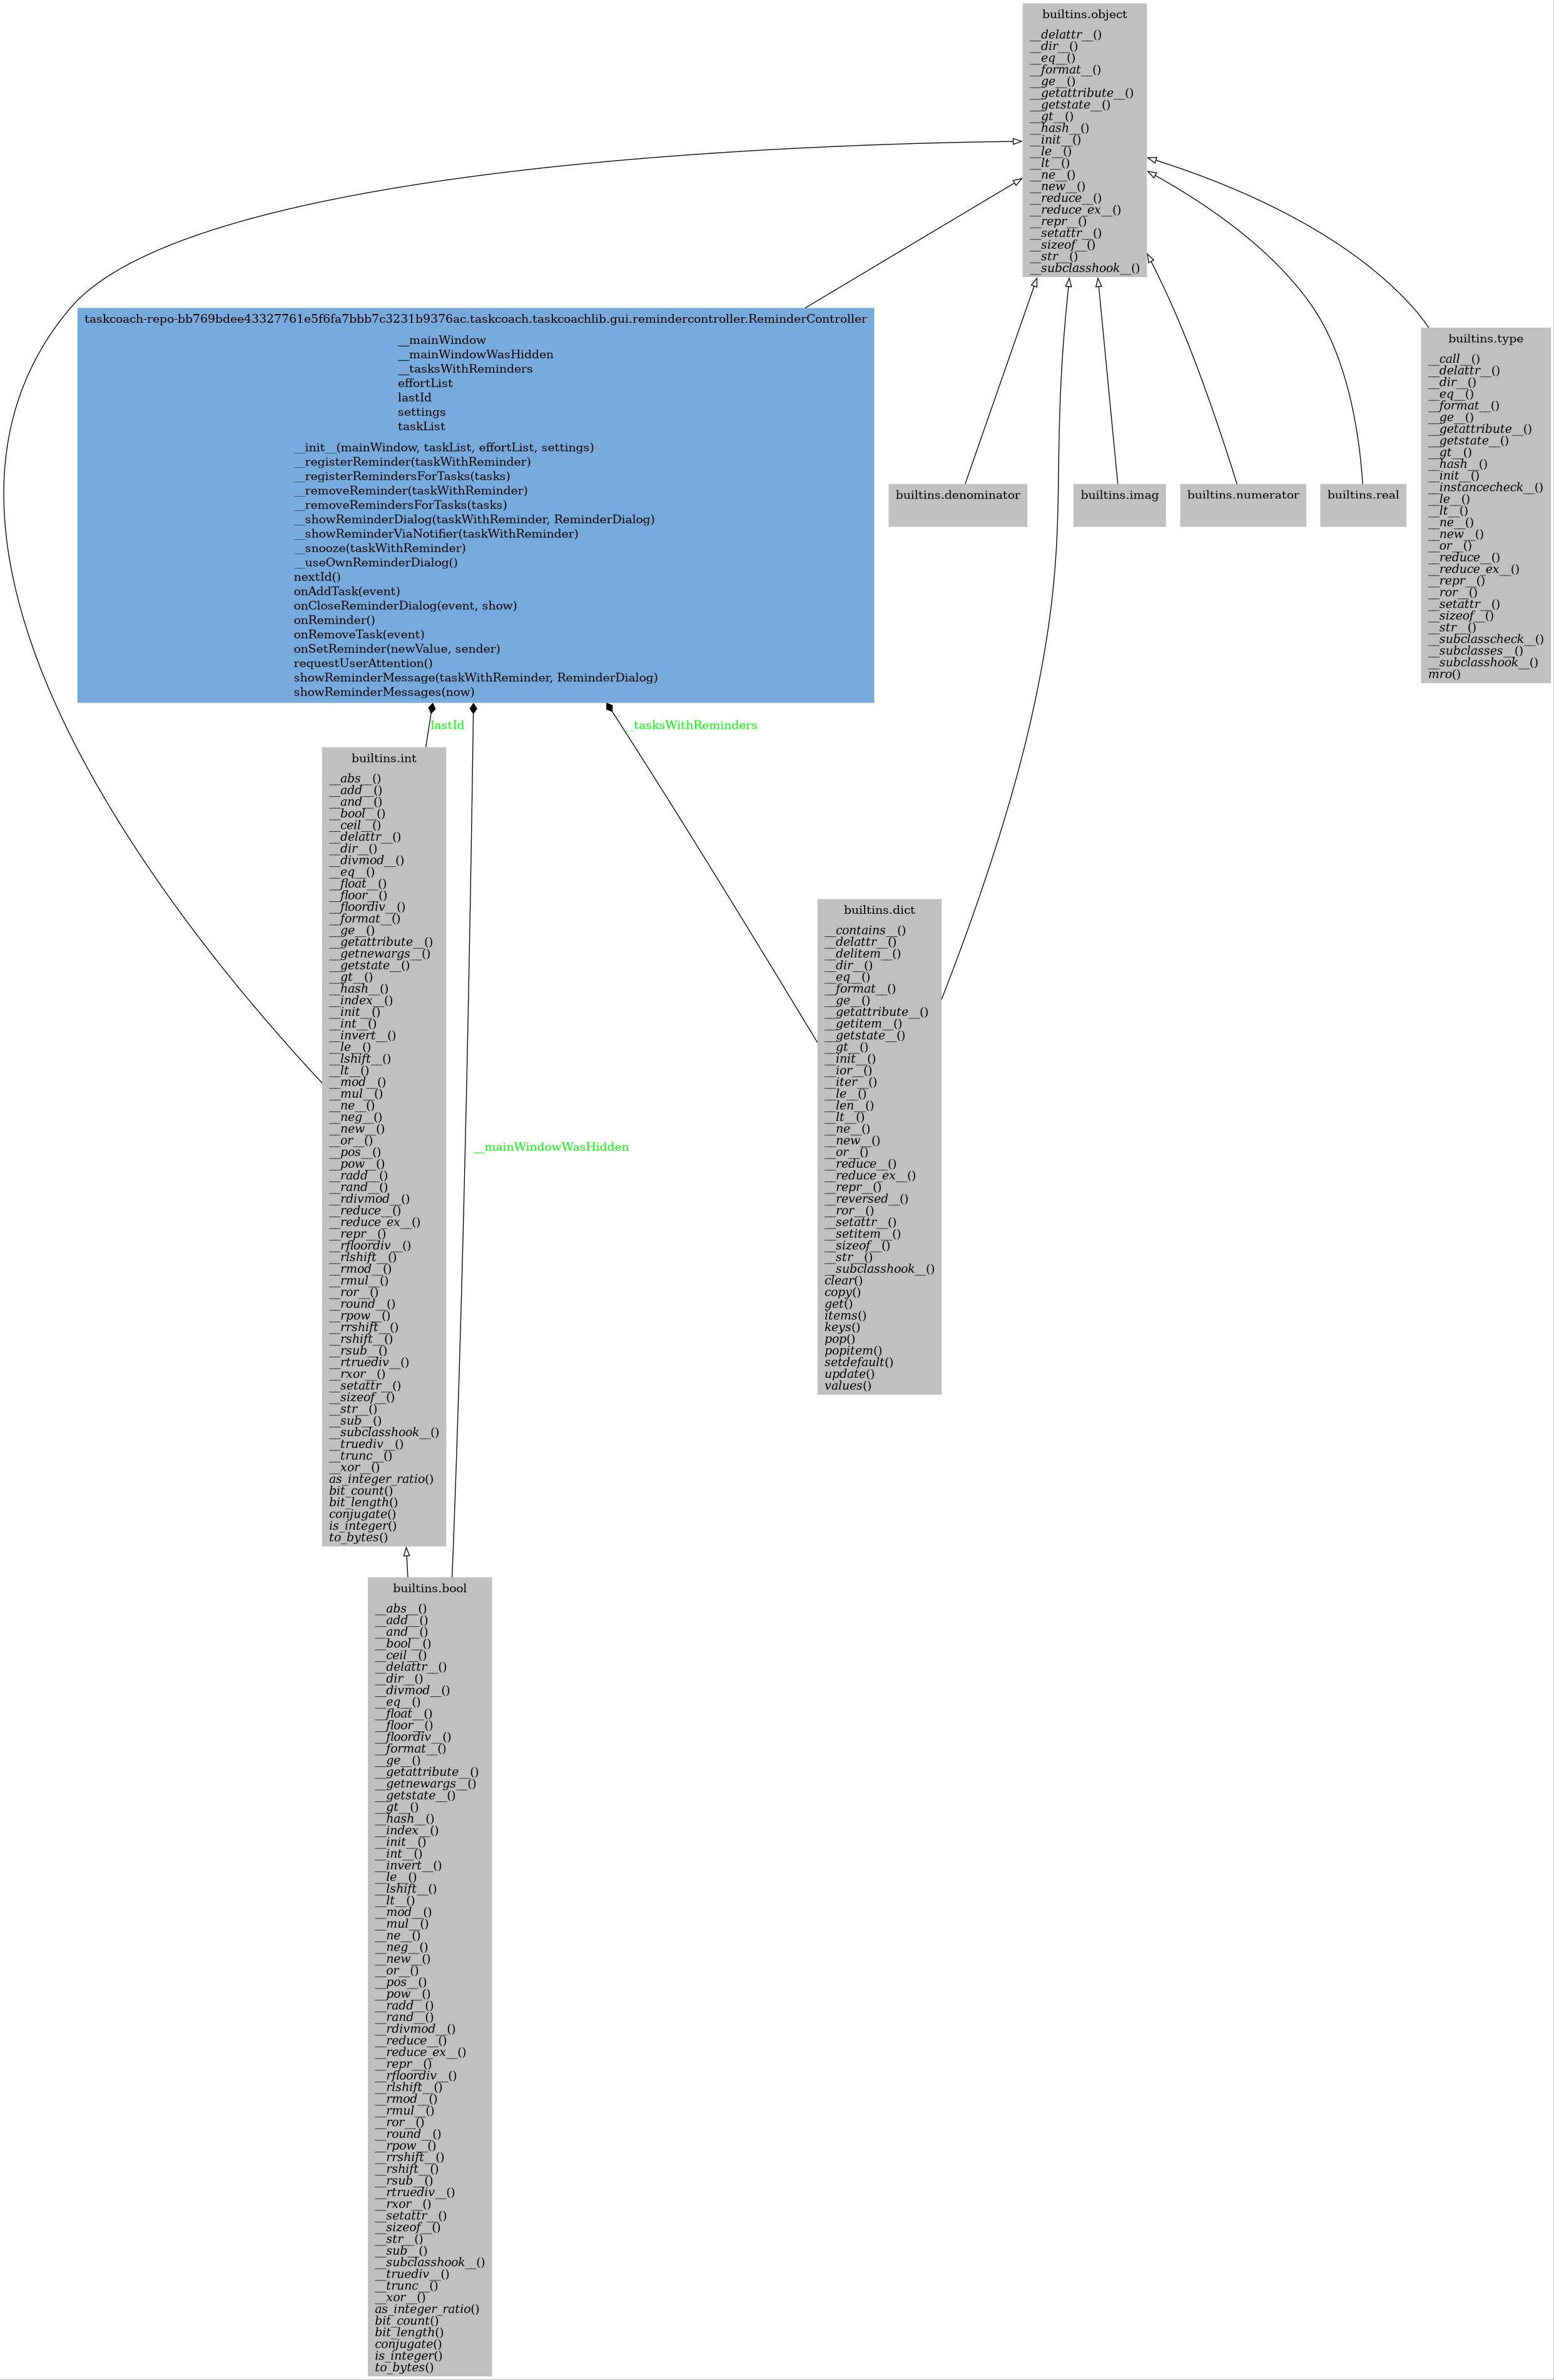 builtins.object
__delattr__()
__dir__()
__eq__()
__format__()
__ge__()
__getattribute__()
__getstate__()
__gt__()
__hash__()
__init__()
__le__()
__lt__()
__ne__()
__new__()
__reduce__()
__reduce_ex__()
__repr__()
__setattr__()
__sizeof__()
__str__()
__subclasshook__()
taskcoach-repo-bb769bdee43327761e5f6fa7bbb7c3231b9376ac.taskcoach.taskcoachlib.gui.remindercontroller.ReminderController
__mainWindow
__mainWindowWasHidden
__tasksWithReminders
effortList
lastId
settings
taskList
__init__(mainWindow, taskList, effortList, settings)
__registerReminder(taskWithReminder)
__registerRemindersForTasks(tasks)
__removeReminder(taskWithReminder)
__removeRemindersForTasks(tasks)
__showReminderDialog(taskWithReminder, ReminderDialog)
__showReminderViaNotifier(taskWithReminder)
__snooze(taskWithReminder)
__useOwnReminderDialog()
nextId()
onAddTask(event)
onCloseReminderDialog(event, show)
onReminder()
onRemoveTask(event)
onSetReminder(newValue, sender)
requestUserAttention()
showReminderMessage(taskWithReminder, ReminderDialog)
showReminderMessages(now)
builtins.denominator
builtins.imag
builtins.numerator
builtins.real
builtins.type
__call__()
__delattr__()
__dir__()
__eq__()
__format__()
__ge__()
__getattribute__()
__getstate__()
__gt__()
__hash__()
__init__()
__instancecheck__()
__le__()
__lt__()
__ne__()
__new__()
__or__()
__reduce__()
__reduce_ex__()
__repr__()
__ror__()
__setattr__()
__sizeof__()
__str__()
__subclasscheck__()
__subclasses__()
__subclasshook__()
mro()
lastId
__tasksWithReminders
__mainWindowWasHidden
builtins.int
__abs__()
__add__()
__and__()
__bool__()
__ceil__()
__delattr__()
__dir__()
__divmod__()
__eq__()
__float__()
__floor__()
__floordiv__()
__format__()
__ge__()
__getattribute__()
__getnewargs__()
__getstate__()
__gt__()
__hash__()
__index__()
__init__()
__int__()
__invert__()
__le__()
__lshift__()
__lt__()
__mod__()
__mul__()
__ne__()
__neg__()
__new__()
__or__()
__pos__()
__pow__()
__radd__()
__rand__()
__rdivmod__()
__reduce__()
__reduce_ex__()
__repr__()
__rfloordiv__()
__rlshift__()
__rmod__()
__rmul__()
__ror__()
__round__()
__rpow__()
__rrshift__()
__rshift__()
__rsub__()
__rtruediv__()
__rxor__()
__setattr__()
__sizeof__()
__str__()
__sub__()
__subclasshook__()
__truediv__()
__trunc__()
__xor__()
as_integer_ratio()
bit_count()
bit_length()
conjugate()
is_integer()
to_bytes()
builtins.dict
__contains__()
__delattr__()
__delitem__()
__dir__()
__eq__()
__format__()
__ge__()
__getattribute__()
__getitem__()
__getstate__()
__gt__()
__init__()
__ior__()
__iter__()
__le__()
__len__()
__lt__()
__ne__()
__new__()
__or__()
__reduce__()
__reduce_ex__()
__repr__()
__reversed__()
__ror__()
__setattr__()
__setitem__()
__sizeof__()
__str__()
__subclasshook__()
clear()
copy()
get()
items()
keys()
pop()
popitem()
setdefault()
update()
values()
builtins.bool
__abs__()
__add__()
__and__()
__bool__()
__ceil__()
__delattr__()
__dir__()
__divmod__()
__eq__()
__float__()
__floor__()
__floordiv__()
__format__()
__ge__()
__getattribute__()
__getnewargs__()
__getstate__()
__gt__()
__hash__()
__index__()
__init__()
__int__()
__invert__()
__le__()
__lshift__()
__lt__()
__mod__()
__mul__()
__ne__()
__neg__()
__new__()
__or__()
__pos__()
__pow__()
__radd__()
__rand__()
__rdivmod__()
__reduce__()
__reduce_ex__()
__repr__()
__rfloordiv__()
__rlshift__()
__rmod__()
__rmul__()
__ror__()
__round__()
__rpow__()
__rrshift__()
__rshift__()
__rsub__()
__rtruediv__()
__rxor__()
__setattr__()
__sizeof__()
__str__()
__sub__()
__subclasshook__()
__truediv__()
__trunc__()
__xor__()
as_integer_ratio()
bit_count()
bit_length()
conjugate()
is_integer()
to_bytes()